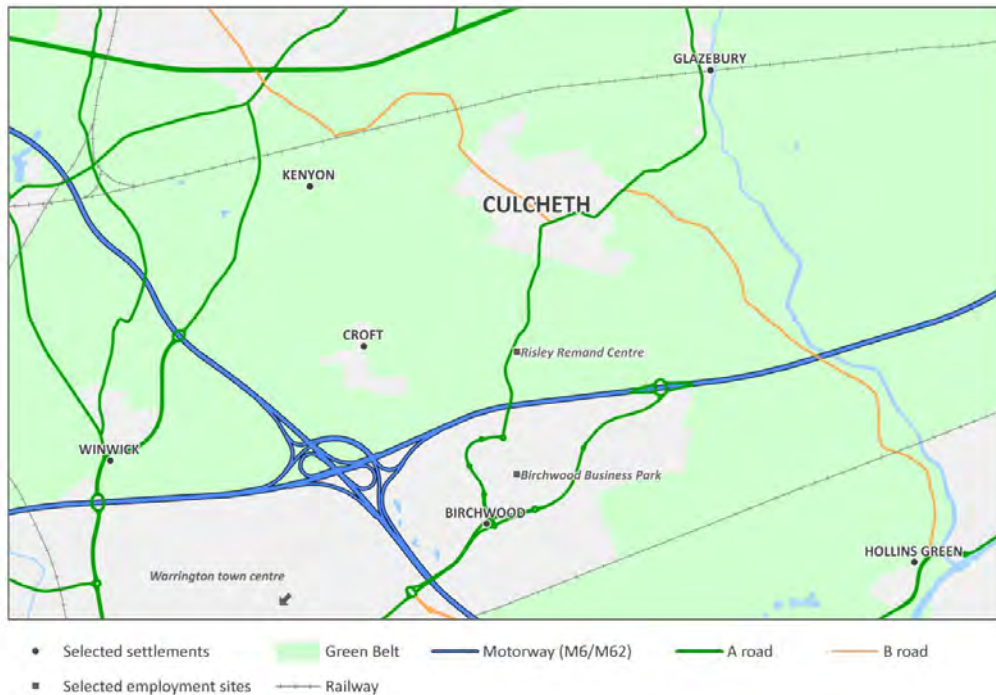 GLAZEBURY
KENYON
CULCHETH
CROFT
Risley Remand Centre
WINWICK
Birchwood Business Park
BIRCHWOOD
HOLLINS GREEN
Warrington town centre
Selected settlements
Green Belt
Motorway (M6/M62)
A road
B road
Selected employment sites
Railway